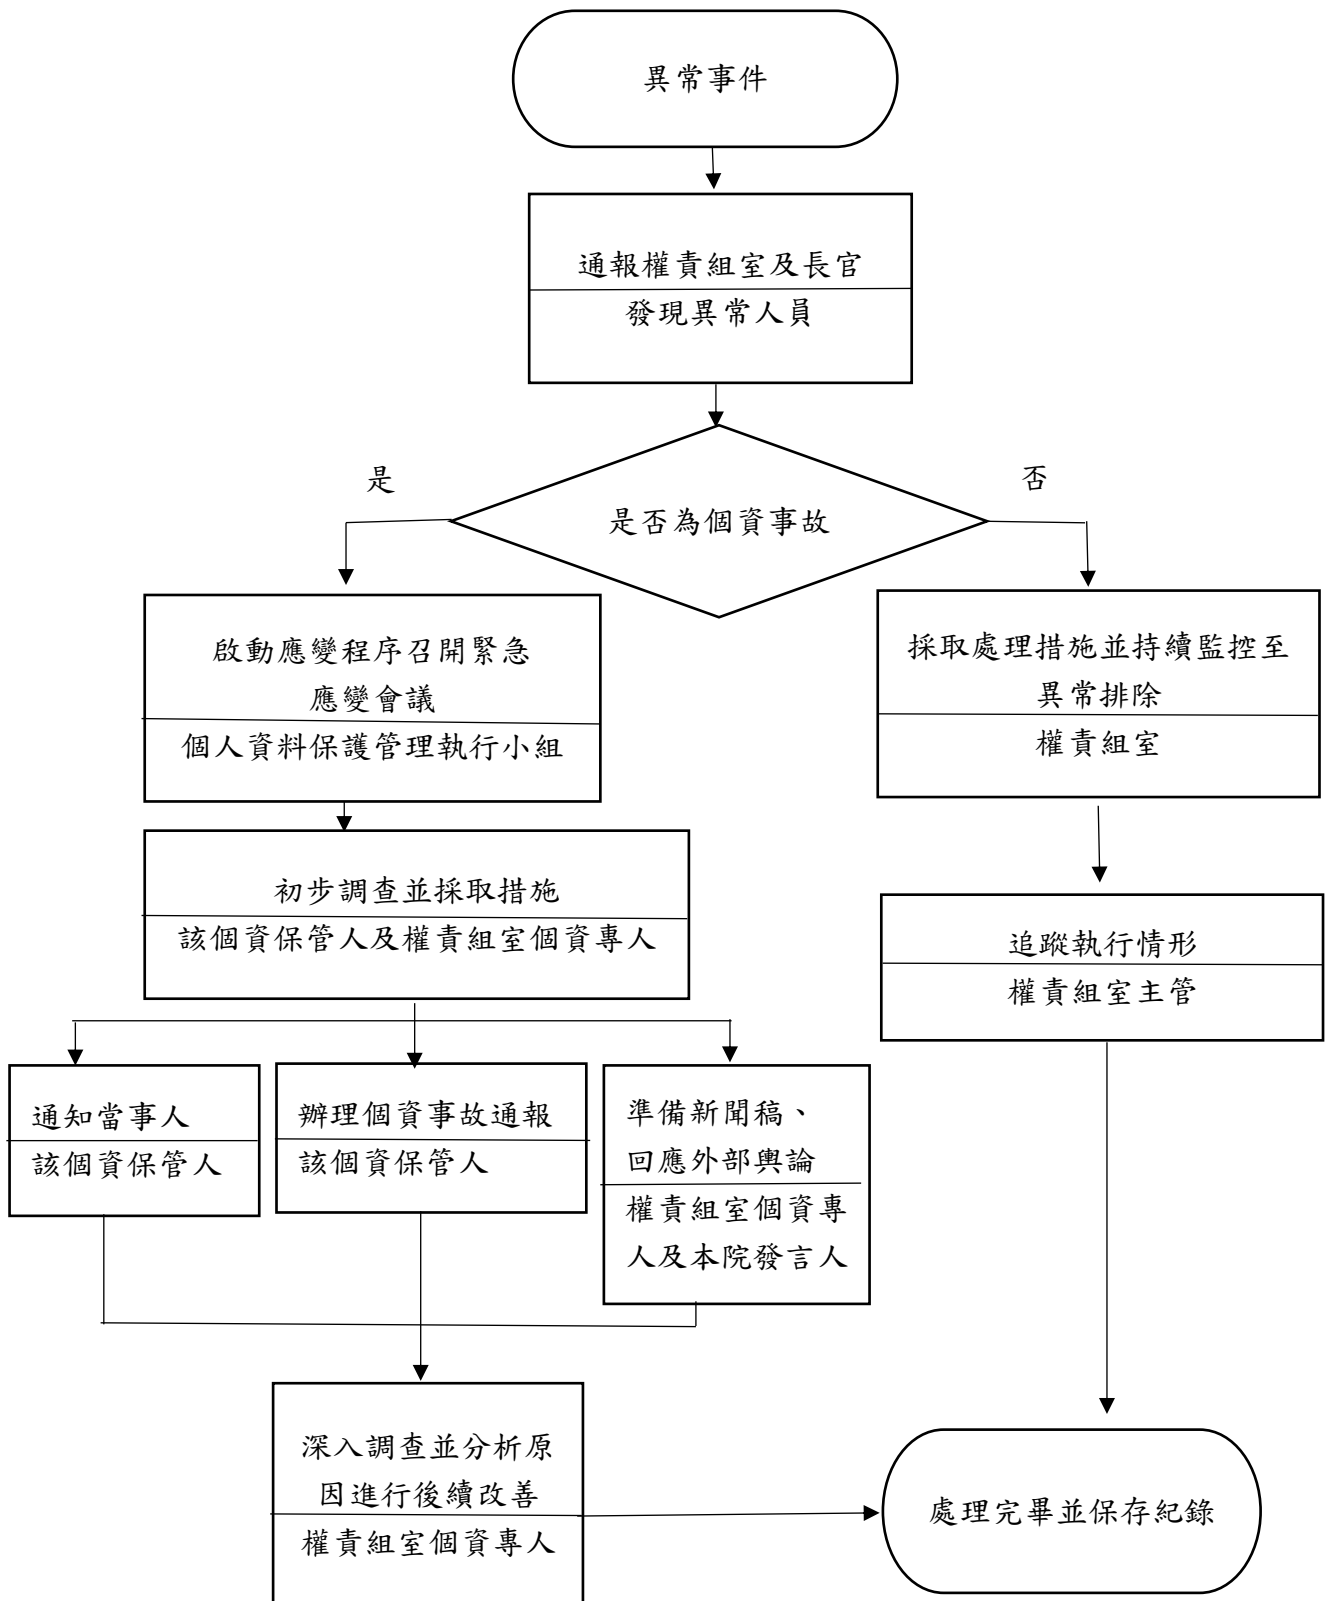 異常事件
通報權責組室及長官
發現異常人員
是
否
是否為個資事故
啟動應變程序召開緊急
應變會議
個人資料保護管理執行小組
採取處理措施並持續監控至
異常排除
權責組室
初步調查並採取措施
該個資保管人及權責組室個資專人
追蹤執行情形
權責組室主管
通知當事人
該個資保管人
辦理個資事故通報
該個資保管人
準備新聞稿、
回應外部輿論
權責組室個資專
人及本院發言人
深入調查並分析原
因進行後續改善
權責組室個資專人
處理完畢並保存紀錄